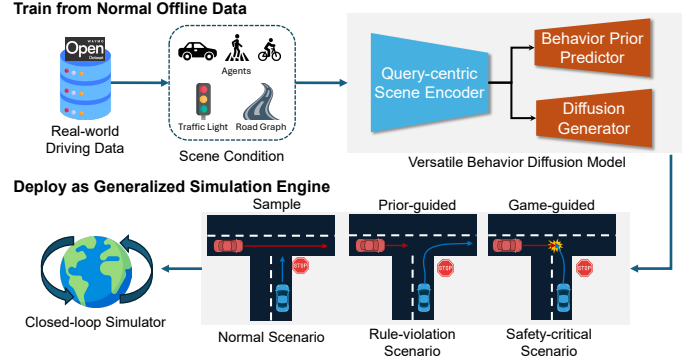 Train from Normal Offline Data
WAYMO
Open
Dataset
Real-world
Driving Data
Agents
Traffic Light
Road Graph
Scene Condition
Query-centric
Scene Encoder
Behavior Prior
Predictor
Diffusion
Generator
Versatile Behavior Diffusion Model
Deploy as Generalized Simulation Engine
Closed-loop Simulator
Sample
Prior-guided
Game-guided
STOP
STOP
STOP
Normal Scenario
Rule-violation
Scenario
Safety-critical
Scenario